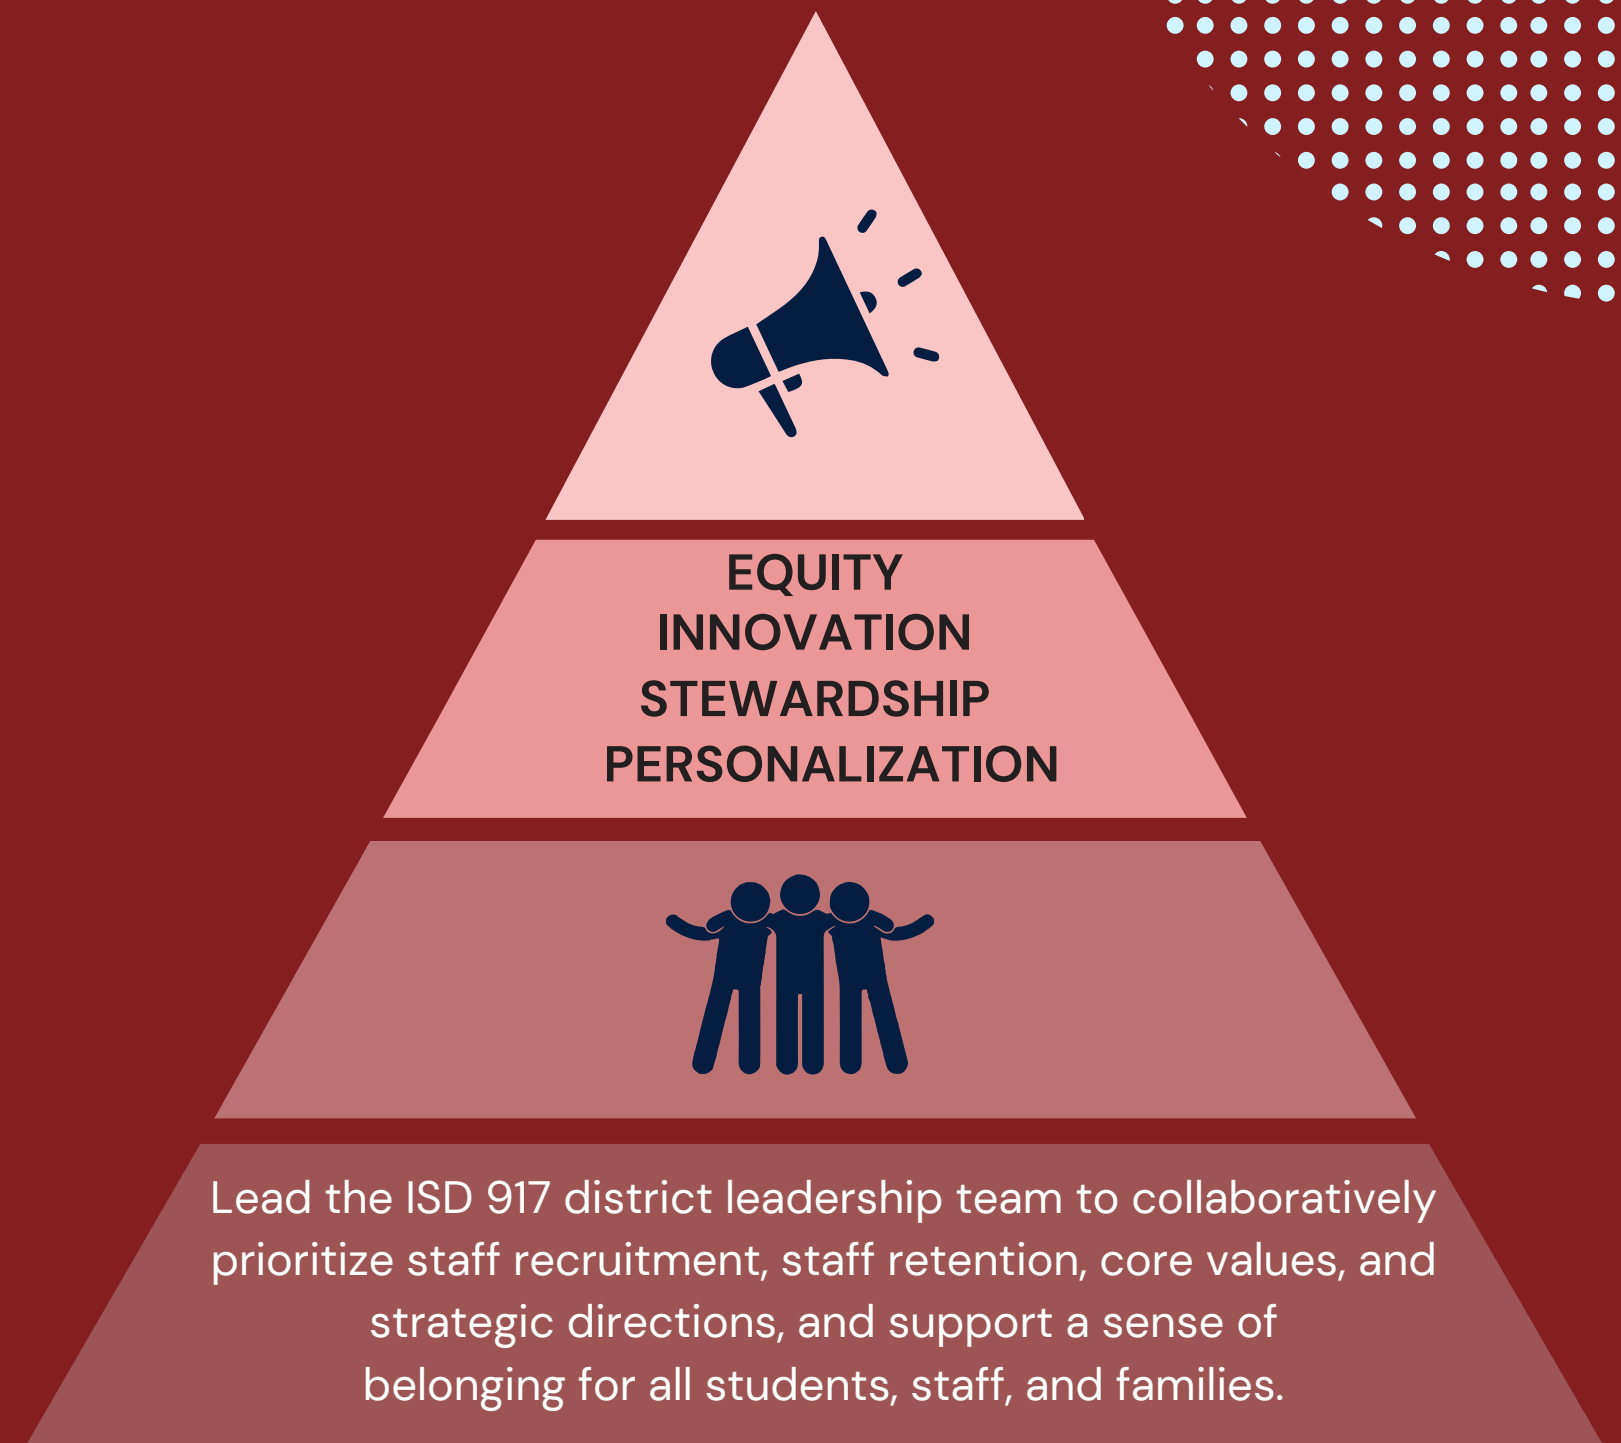 EQUITY
INNOVATION
STEWARDSHIP
PERSONALIZATION
Lead the ISD 917 district leadership team to collaboratively
prioritize staff recruitment, staff retention, core values, and
strategic directions, and support a sense of
belonging for all students, staff, and families.